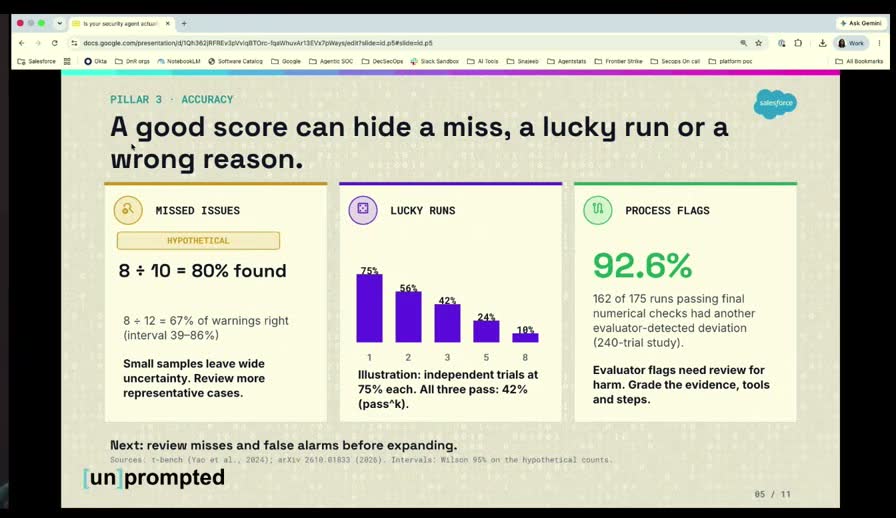 Is your security agent actual
Ask Gemini
docs.google.com/presentation/d/1Qh362jRFREv3pVviqBTOrc-fqaWhuvAr13EVx7pWays/edit?slide=id.p5#slide=id.p5
Work
Salesforce
Okta
DnR orgs
NotebookLM
Software Catalog
Google
Agentic SOC
DecSecOps
Slack Sandbox
AI Tools
Snajeeb
Agentstats
Frontier Strike
Secops On call
platform poc
All Bookmarks
PILLAR 3 · ACCURACY
salesforce
A good score can hide a miss, a lucky run or a
wrong reason.
MISSED ISSUES
HYPOTHETICAL
8 ÷ 10 = 80% found
8 ÷ 12 = 67% of warnings right
(interval 39–86%)
Small samples leave wide
uncertainty. Review more
representative cases.
LUCKY RUNS
75%
56%
42%
24%
10%
1 2 3 5 8
Illustration: independent trials at
75% each. All three pass: 42%
(pass^k).
PROCESS FLAGS
92.6%
162 of 175 runs passing final
numerical checks had another
evaluator-detected deviation
(240-trial study).
Evaluator flags need review for
harm. Grade the evidence, tools
and steps.
Next: review misses and false alarms before expanding.
Sources: τ-bench (Yao et al., 2024); arXiv 2610.01833 (2026). Intervals: Wilson 95% on the hypothetical counts.
[un]prompted
05 / 11